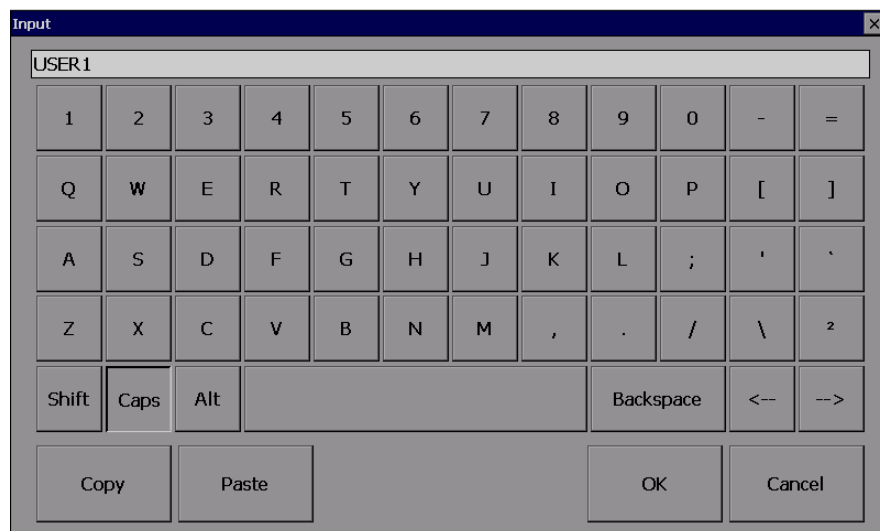 Input ×
USER1
1 2 3 4 5 6 7 8 9 0 - =
Q W E R T Y U I O P [ ]
A S D F G H J K L ; ' `
Z X C V B N M , . / \ ²
Shift Caps Alt Backspace <-- -->
Copy Paste OK Cancel